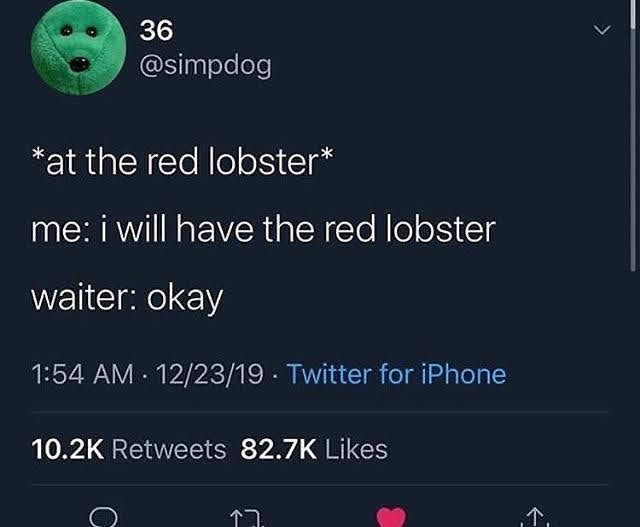 36
@simpdog
*at the red lobster*
me: i will have the red lobster
waiter: okay
1:54 AM · 12/23/19 · Twitter for iPhone
10.2K Retweets 82.7K Likes